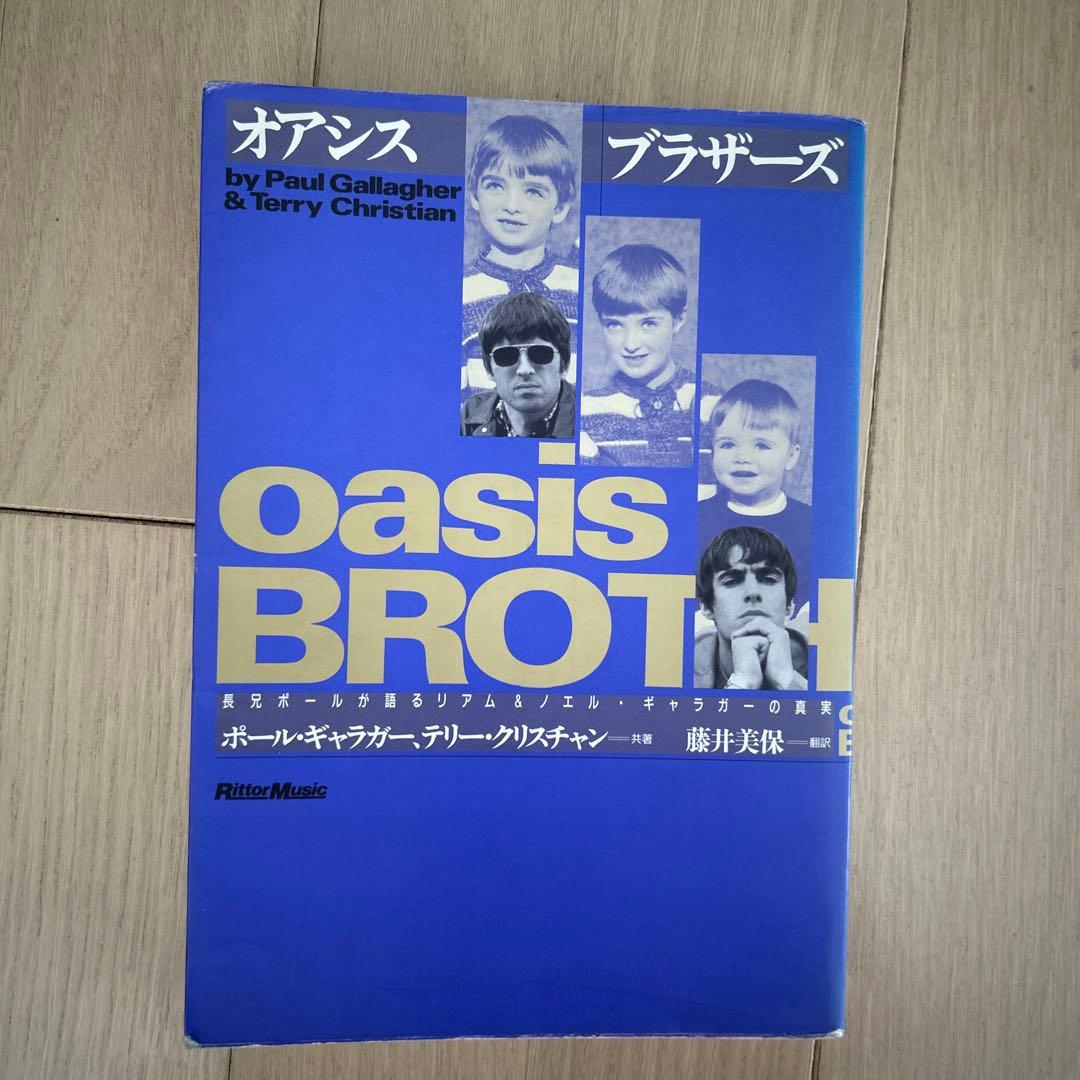 オアシス ブラザーズ
by Paul Gallagher
& Terry Christian
oasis
BROTH
長兄ポールが語るリアム&ノエル・ギャラガーの真実
ポール・ギャラガー、テリー・クリスチャン──共著 藤井美保──翻訳
RittorMusic